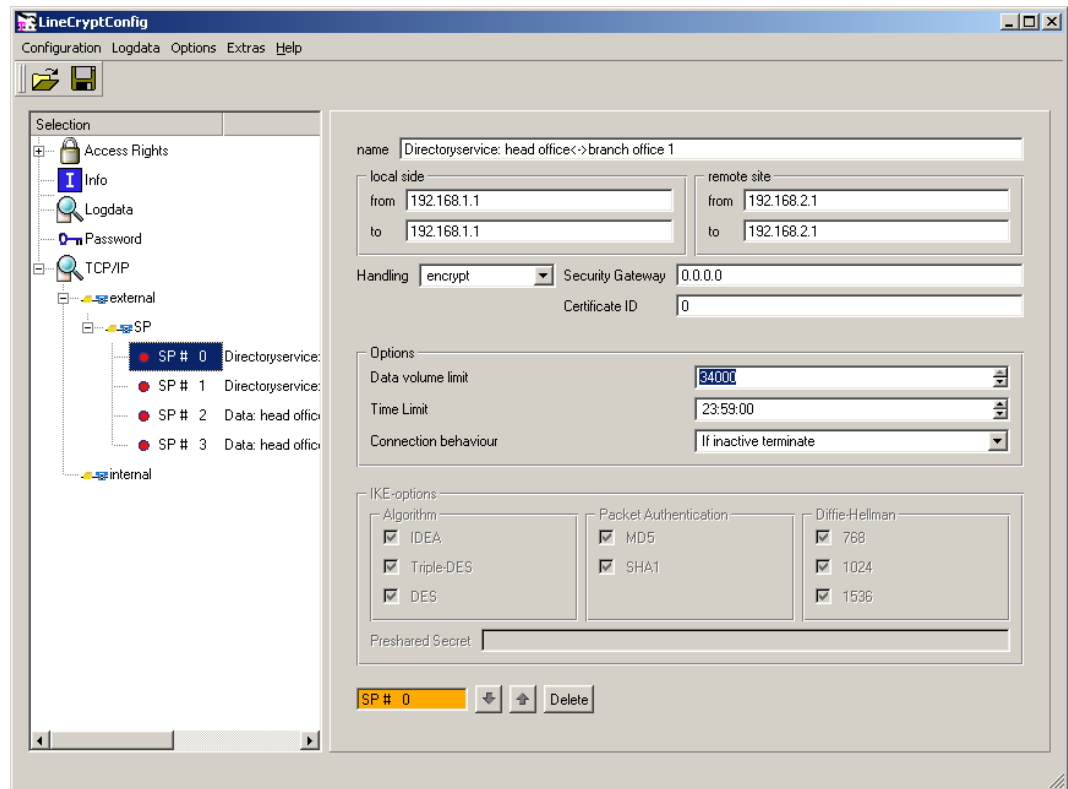 LineCryptConfig
Configuration Logdata Options Extras Help
Selection
Access Rights
Info
Logdata
Password
TCP/IP
external
SP
SP # 0 Directoryservice:
SP # 1 Directoryservice:
SP # 2 Data: head offic
SP # 3 Data: head offic
internal
name Directoryservice: head office<->branch office 1
local side
from 192.168.1.1
to 192.168.1.1
remote site
from 192.168.2.1
to 192.168.2.1
Handling encrypt Security Gateway 0.0.0.0
Certificate ID 0
Options
Data volume limit 34000
Time Limit 23:59:00
Connection behaviour If inactive terminate
IKE-options
Algorithm
IDEA
Triple-DES
DES
Packet Authentication
MD5
SHA1
Diffie-Hellman
768
1024
1536
Preshared Secret
SP # 0 Delete